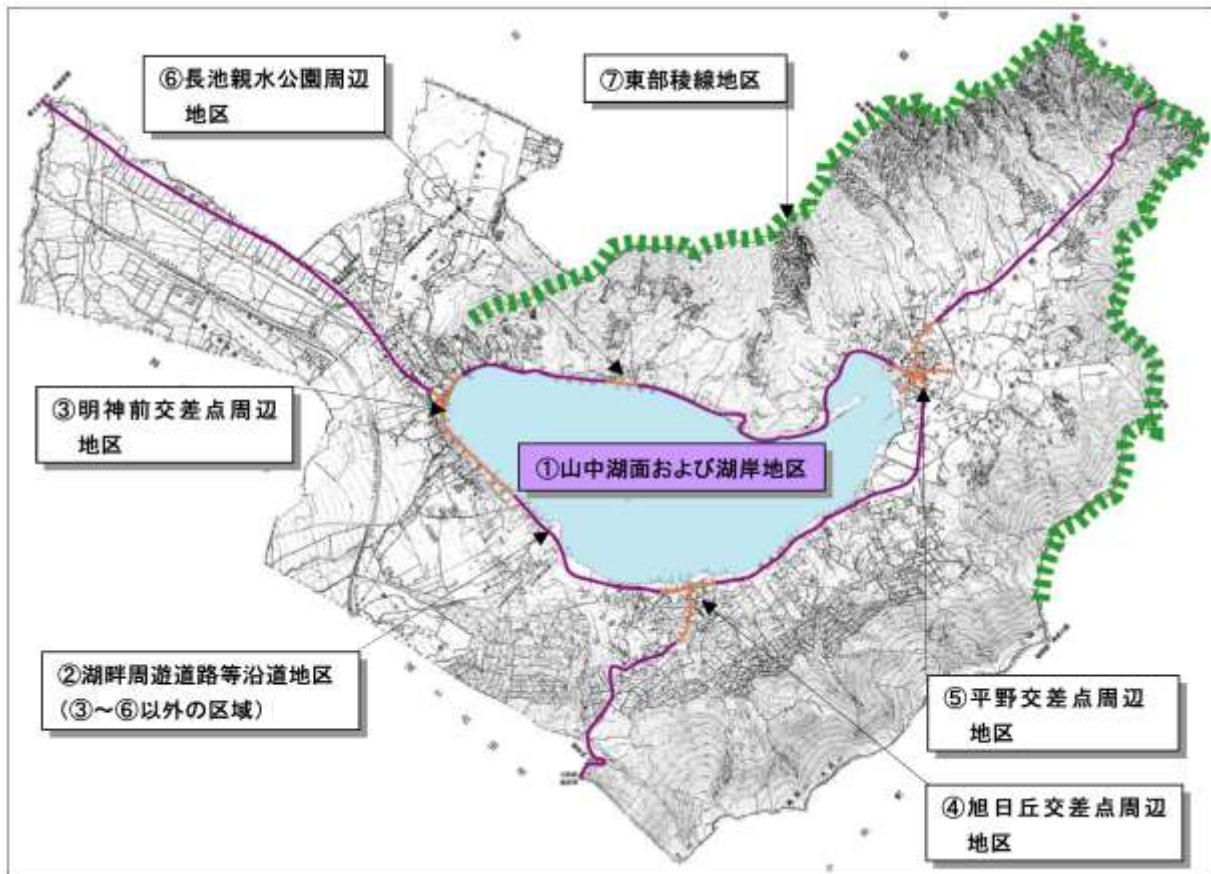 ⑥長池親水公園周辺
地区
⑦東部稜線地区
③明神前交差点周辺
地区
①山中湖面および湖岸地区
②湖畔周遊道路等沿道地区
（③～⑥以外の区域）
⑤平野交差点周辺
地区
④旭日丘交差点周辺
地区